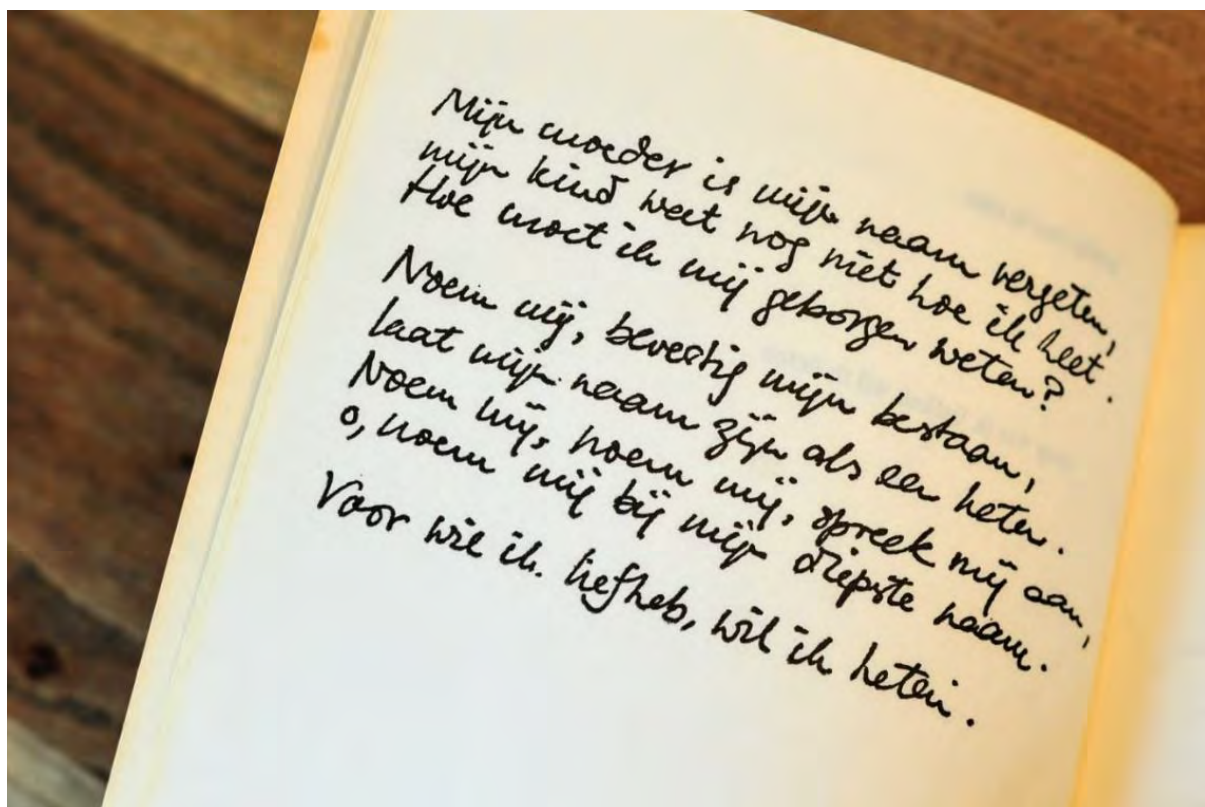 Mijn moeder is mijn naam vergeten,
mijn kind weet nog niet hoe ik heet.
Hoe moet ik mij geborgen weten?
Noem mij, bevestig mijn bestaan,
laat mijn naam zijn als een keten.
Noem mij, noem mij, spreek mij aan,
o, noem mij bij mijn diepste naam.
Voor wie ik liefheb, wil ik heten.